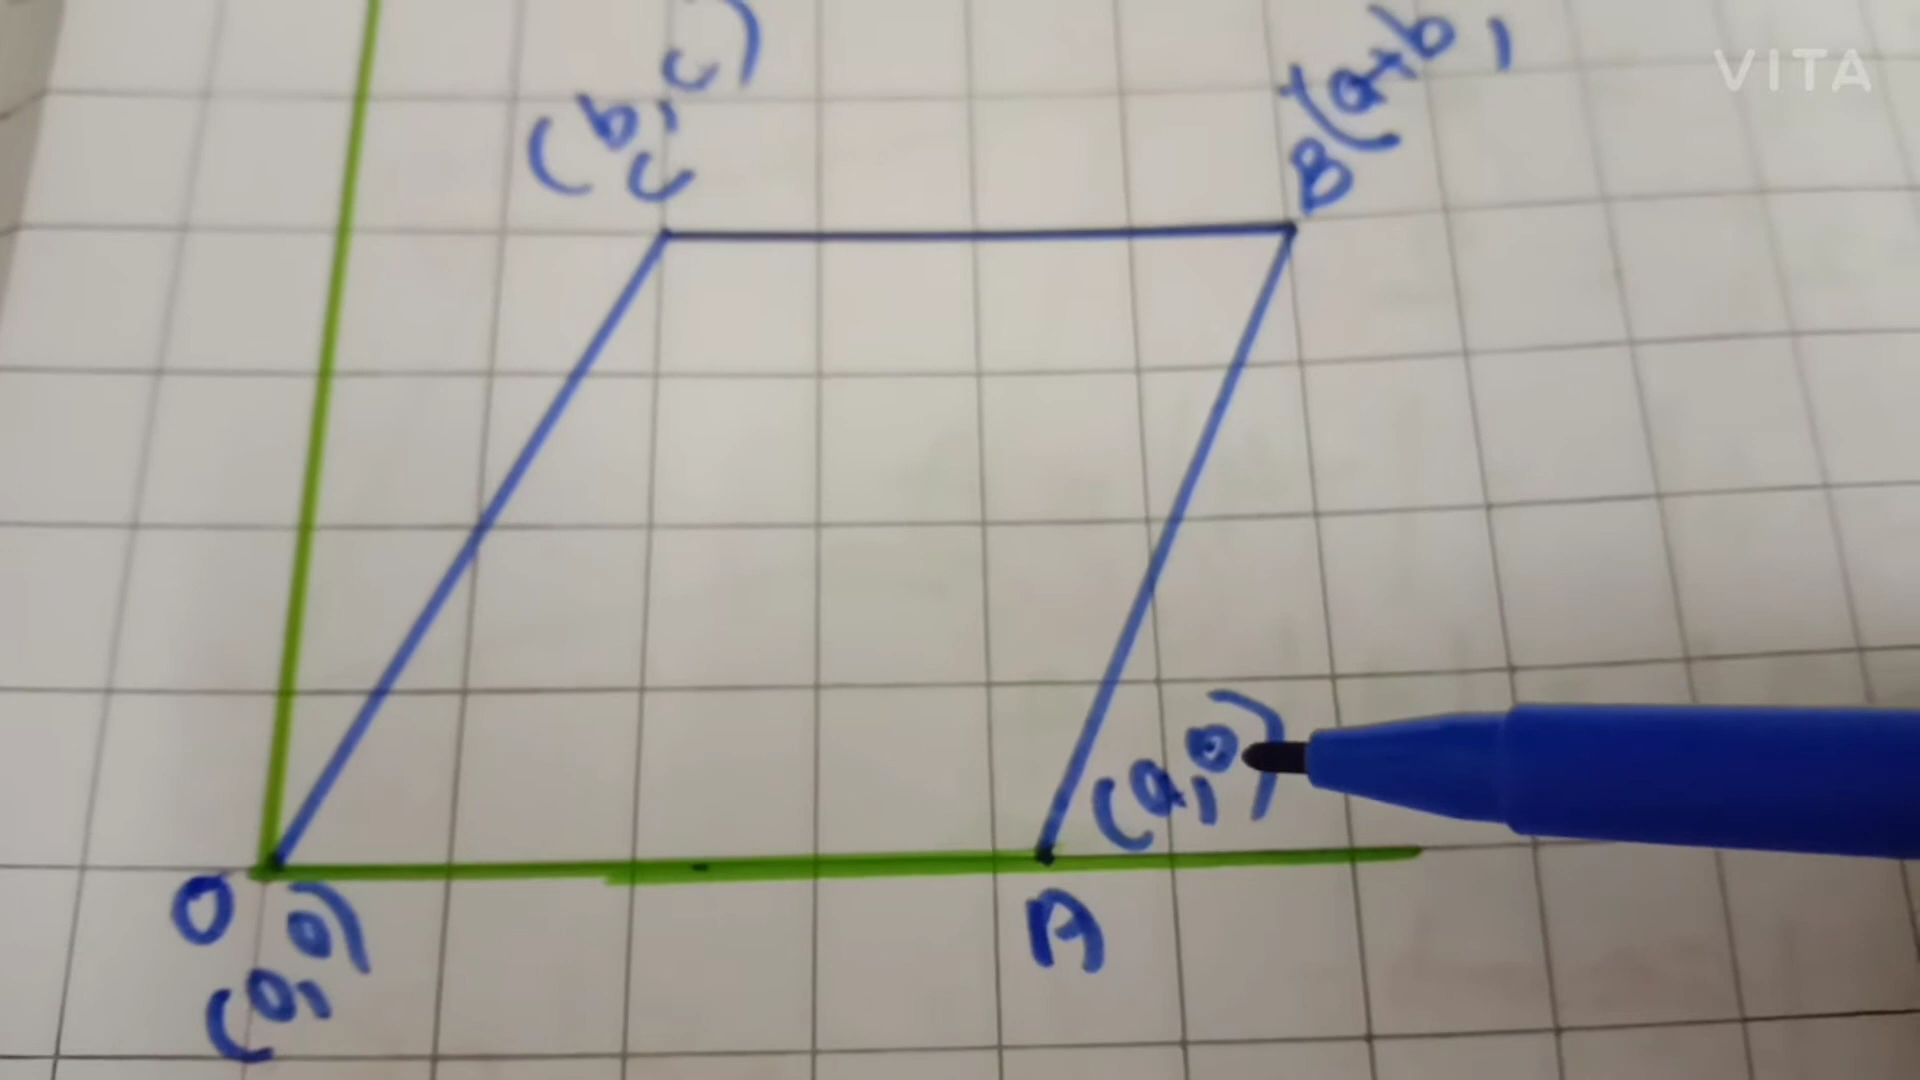 (b, c)
C
B(a+b,
VITA
(a, 0)
O
(0, 0)
A